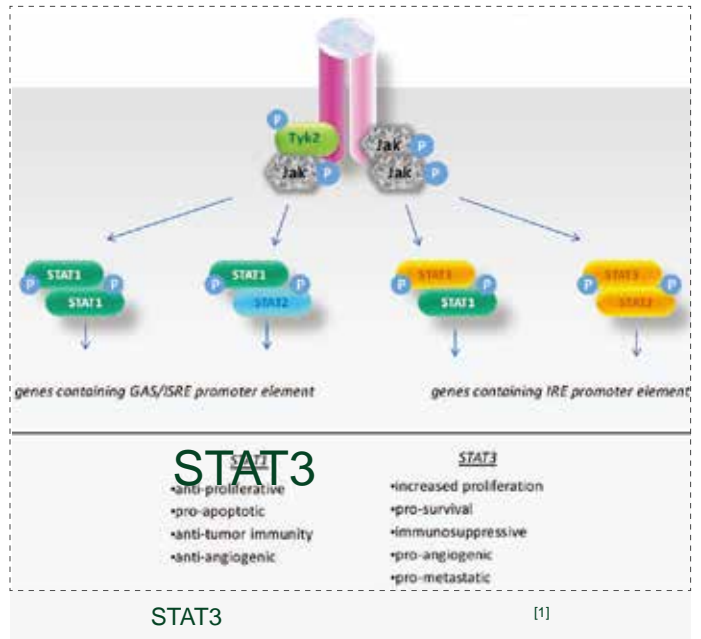 P
Tyk2
Jak P
Jak P
Jak P
STAT1
P P
STAT1
STAT1
P P
STAT2
STAT3
P P
STAT1
STAT3
P P
genes containing GAS/ISRE promoter element
genes containing IRE promoter element
STAT3
•anti-proliferative
•pro-apoptotic
•anti-tumor immunity
•anti-angiogenic
STAT3
•increased proliferation
•pro-survival
•immunosuppressive
•pro-angiogenic
•pro-metastatic
STAT3 [1]